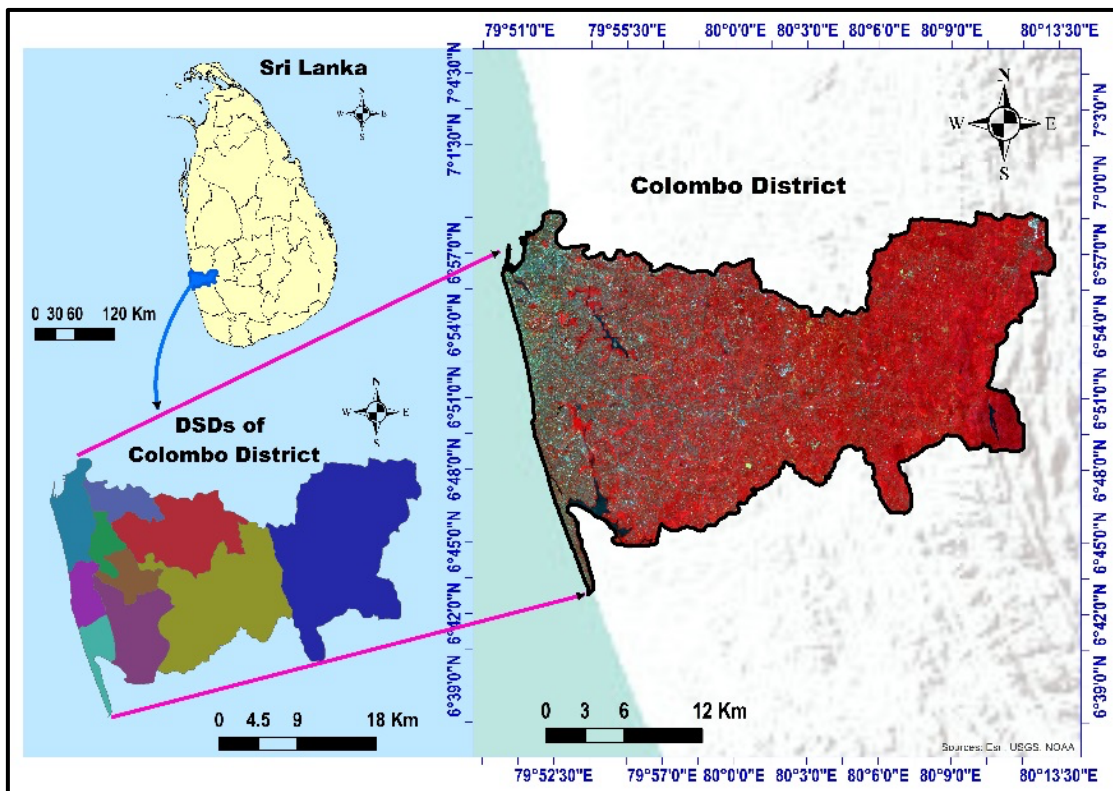 79°51'0"E 79°55'30"E 80°0'0"E 80°3'0"E 80°6'0"E 80°9'0"E 80°13'30"E
Sri Lanka
N
W E
S
0 30 60 120 Km
DSDs of
Colombo District
N
W E
S
0 4.5 9 18 Km
7°4'30"N
7°1'30"N
6°57'0"N
6°54'0"N
6°51'0"N
6°48'0"N
6°45'0"N
6°42'0"N
6°39'0"N
Colombo District
N
W E
S
0 3 6 12 Km
Sources: Esri, USGS, NOAA
7°3'0"N
7°0'0"N
6°57'0"N
6°54'0"N
6°51'0"N
6°48'0"N
6°45'0"N
6°42'0"N
6°39'0"N
79°52'30"E 79°57'0"E 80°0'0"E 80°3'0"E 80°6'0"E 80°9'0"E 80°13'30"E